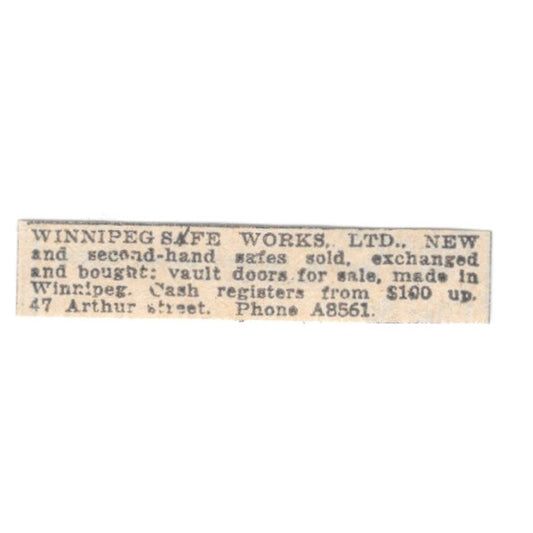 WINNIPEG SAFE WORKS, LTD., NEW
and second-hand safes sold, exchanged
and bought; vault doors for sale, made in
Winnipeg. Cash registers from $100 up.
47 Arthur street. Phone A8561.